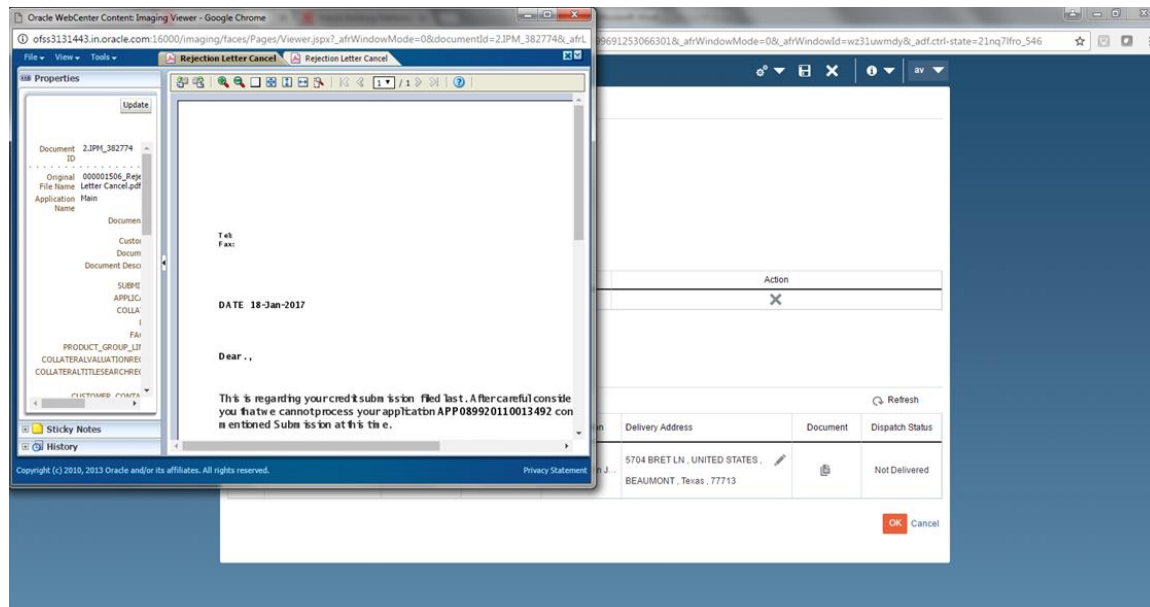 Oracle WebCenter Content: Imaging Viewer - Google Chrome
ofss3131443.in.oracle.com:16000/imaging/faces/Pages/Viewer.jspx?_afrWindowMode=0&documentId=2.IPM_382774&_afrL
99691253066301&_afrWindowMode=0&_afrWindowId=wz31uwmdy&_adf.ctrl-state=21nq7lfro_546
File View Tools
Rejection Letter Cancel
Rejection Letter Cancel
av
Properties
1 / 1
Update
Document ID 2.IPM_382774
Original File Name 000001506_Reje
Letter Cancel.pdf
Application Name Main
Documen
Custo
Docum
Document Desc
SUBMI
APPLIC
COLLA
FA
PRODUCT_GROUP_LI
COLLATERALVALUATIONRE
COLLATERALTITLESEARCHRE
CUSTOMER_CONTA
Sticky Notes
History
Tel:
Fax:
DATE 18-Jan-2017
Dear .,
This is regarding your credit submission filed last. After careful conside
you that we cannot process your application APP089920110013492 con
mentioned Submission at this time.
Copyright (c) 2010, 2013 Oracle and/or its affiliates. All rights reserved.
Privacy Statement
Action
Refresh
Delivery Address
Document
Dispatch Status
5704 BRET LN , UNITED STATES ,
BEAUMONT , Texas , 77713
Not Delivered
OK Cancel